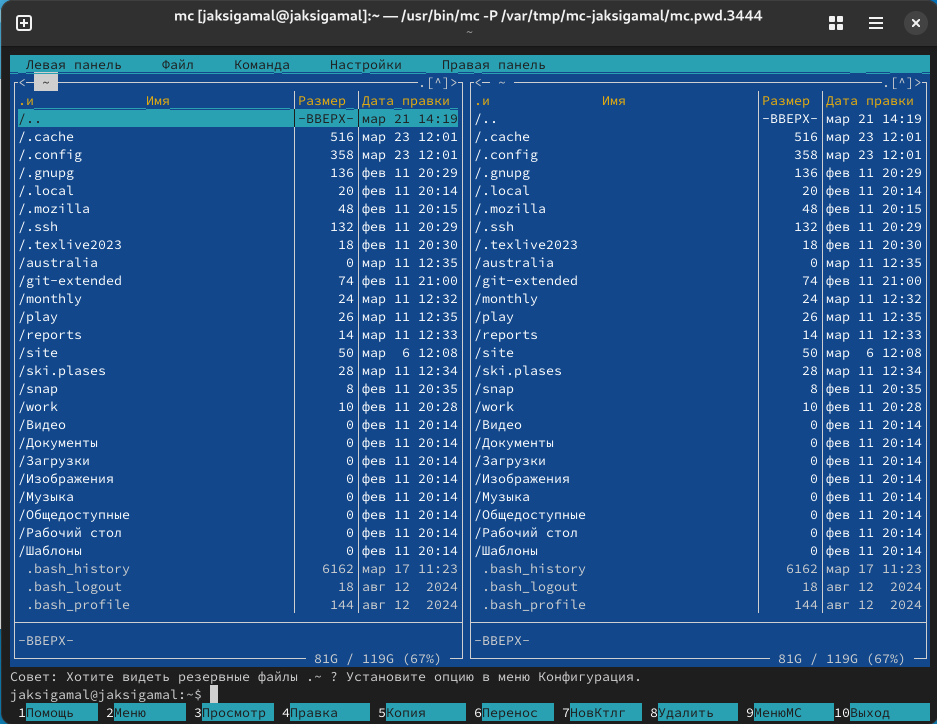 mc [jaksigamal@jaksigamal]:~ — /usr/bin/mc -P /var/tmp/mc-jaksigamal/mc.pwd.3444
~
Левая панель Файл Команда Настройки Правая панель
<─ ~ .[^]> <─ ~ .[^]>
.и Имя Размер Дата правки .и Имя Размер Дата правки
/.. -ВВЕРХ- мар 21 14:19 /.. -ВВЕРХ- мар 21 14:19
/.cache 516 мар 23 12:01 /.cache 516 мар 23 12:01
/.config 358 мар 23 12:01 /.config 358 мар 23 12:01
/.gnupg 136 фев 11 20:29 /.gnupg 136 фев 11 20:29
/.local 20 фев 11 20:14 /.local 20 фев 11 20:14
/.mozilla 48 фев 11 20:15 /.mozilla 48 фев 11 20:15
/.ssh 132 фев 11 20:29 /.ssh 132 фев 11 20:29
/.texlive2023 18 фев 11 20:30 /.texlive2023 18 фев 11 20:30
/australia 0 мар 11 12:35 /australia 0 мар 11 12:35
/git-extended 74 фев 11 21:00 /git-extended 74 фев 11 21:00
/monthly 24 мар 11 12:32 /monthly 24 мар 11 12:32
/play 26 мар 11 12:35 /play 26 мар 11 12:35
/reports 14 мар 11 12:33 /reports 14 мар 11 12:33
/site 50 мар 6 12:08 /site 50 мар 6 12:08
/ski.plases 28 мар 11 12:34 /ski.plases 28 мар 11 12:34
/snap 8 фев 11 20:35 /snap 8 фев 11 20:35
/work 10 фев 11 20:28 /work 10 фев 11 20:28
/Видео 0 фев 11 20:14 /Видео 0 фев 11 20:14
/Документы 0 фев 11 20:14 /Документы 0 фев 11 20:14
/Загрузки 0 фев 11 20:14 /Загрузки 0 фев 11 20:14
/Изображения 0 фев 11 20:14 /Изображения 0 фев 11 20:14
/Музыка 0 фев 11 20:14 /Музыка 0 фев 11 20:14
/Общедоступные 0 фев 11 20:14 /Общедоступные 0 фев 11 20:14
/Рабочий стол 0 фев 11 20:14 /Рабочий стол 0 фев 11 20:14
/Шаблоны 0 фев 11 20:14 /Шаблоны 0 фев 11 20:14
.bash_history 6162 мар 17 11:23 .bash_history 6162 мар 17 11:23
.bash_logout 18 авг 12 2024 .bash_logout 18 авг 12 2024
.bash_profile 144 авг 12 2024 .bash_profile 144 авг 12 2024
-ВВЕРХ- -ВВЕРХ-
81G / 119G (67%) 81G / 119G (67%)
Совет: Хотите видеть резервные файлы .~ ? Установите опцию в меню Конфигурация.
jaksigamal@jaksigamal:~$
1Помощь 2Меню 3Просмотр 4Правка 5Копия 6Перенос 7НовКтлг 8Удалить 9МенюMC 10Выход